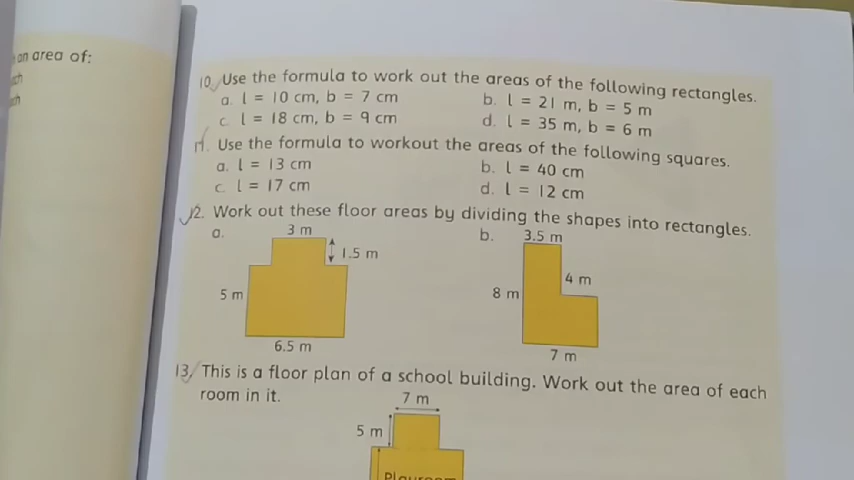 an area of:
10. Use the formula to work out the areas of the following rectangles.
a. l = 10 cm, b = 7 cm
b. l = 21 m, b = 5 m
c. l = 18 cm, b = 9 cm
d. l = 35 m, b = 6 m
11. Use the formula to workout the areas of the following squares.
a. l = 13 cm
b. l = 40 cm
c. l = 17 cm
d. l = 12 cm
12. Work out these floor areas by dividing the shapes into rectangles.
a.
3 m
1.5 m
5 m
6.5 m
b.
3.5 m
4 m
8 m
7 m
13. This is a floor plan of a school building. Work out the area of each
room in it.
7 m
5 m
Playroom